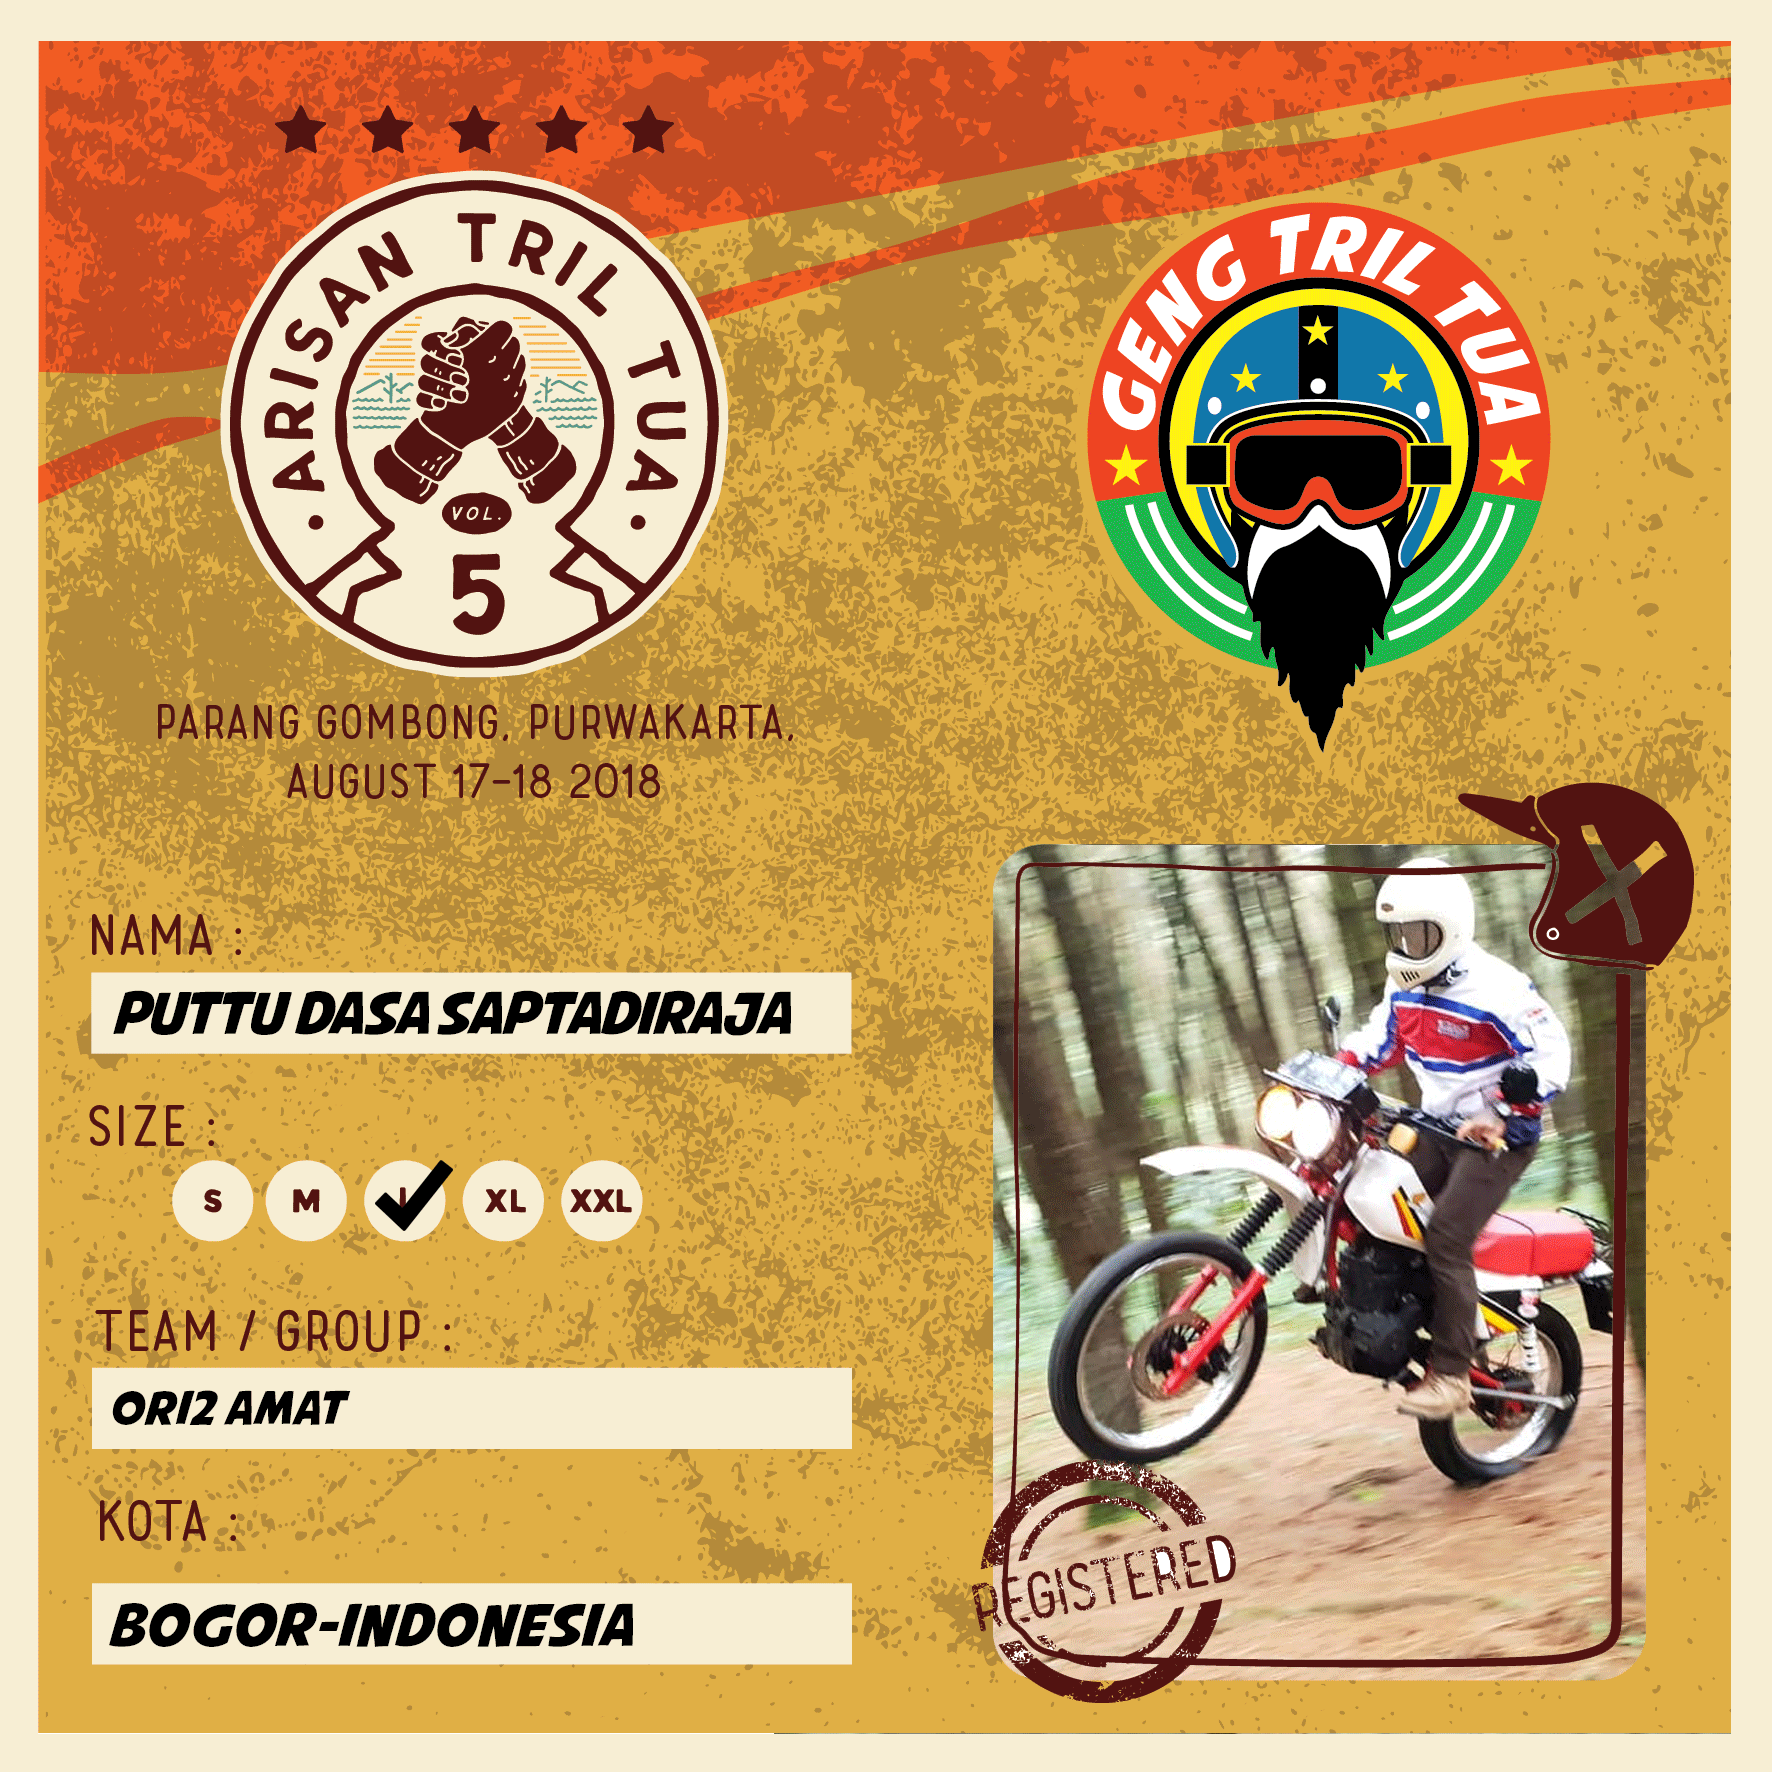 ARISAN TRIL TUA
VOL.
5
PARANG GOMBONG, PURWAKARTA,
AUGUST 17-18 2018
GENG TRIL TUA
NAMA :
PUTTU DASA SAPTADIRAJA
SIZE :
S M L XL XXL
TEAM / GROUP :
ORI2 AMAT
KOTA :
BOGOR-INDONESIA
REGISTERED